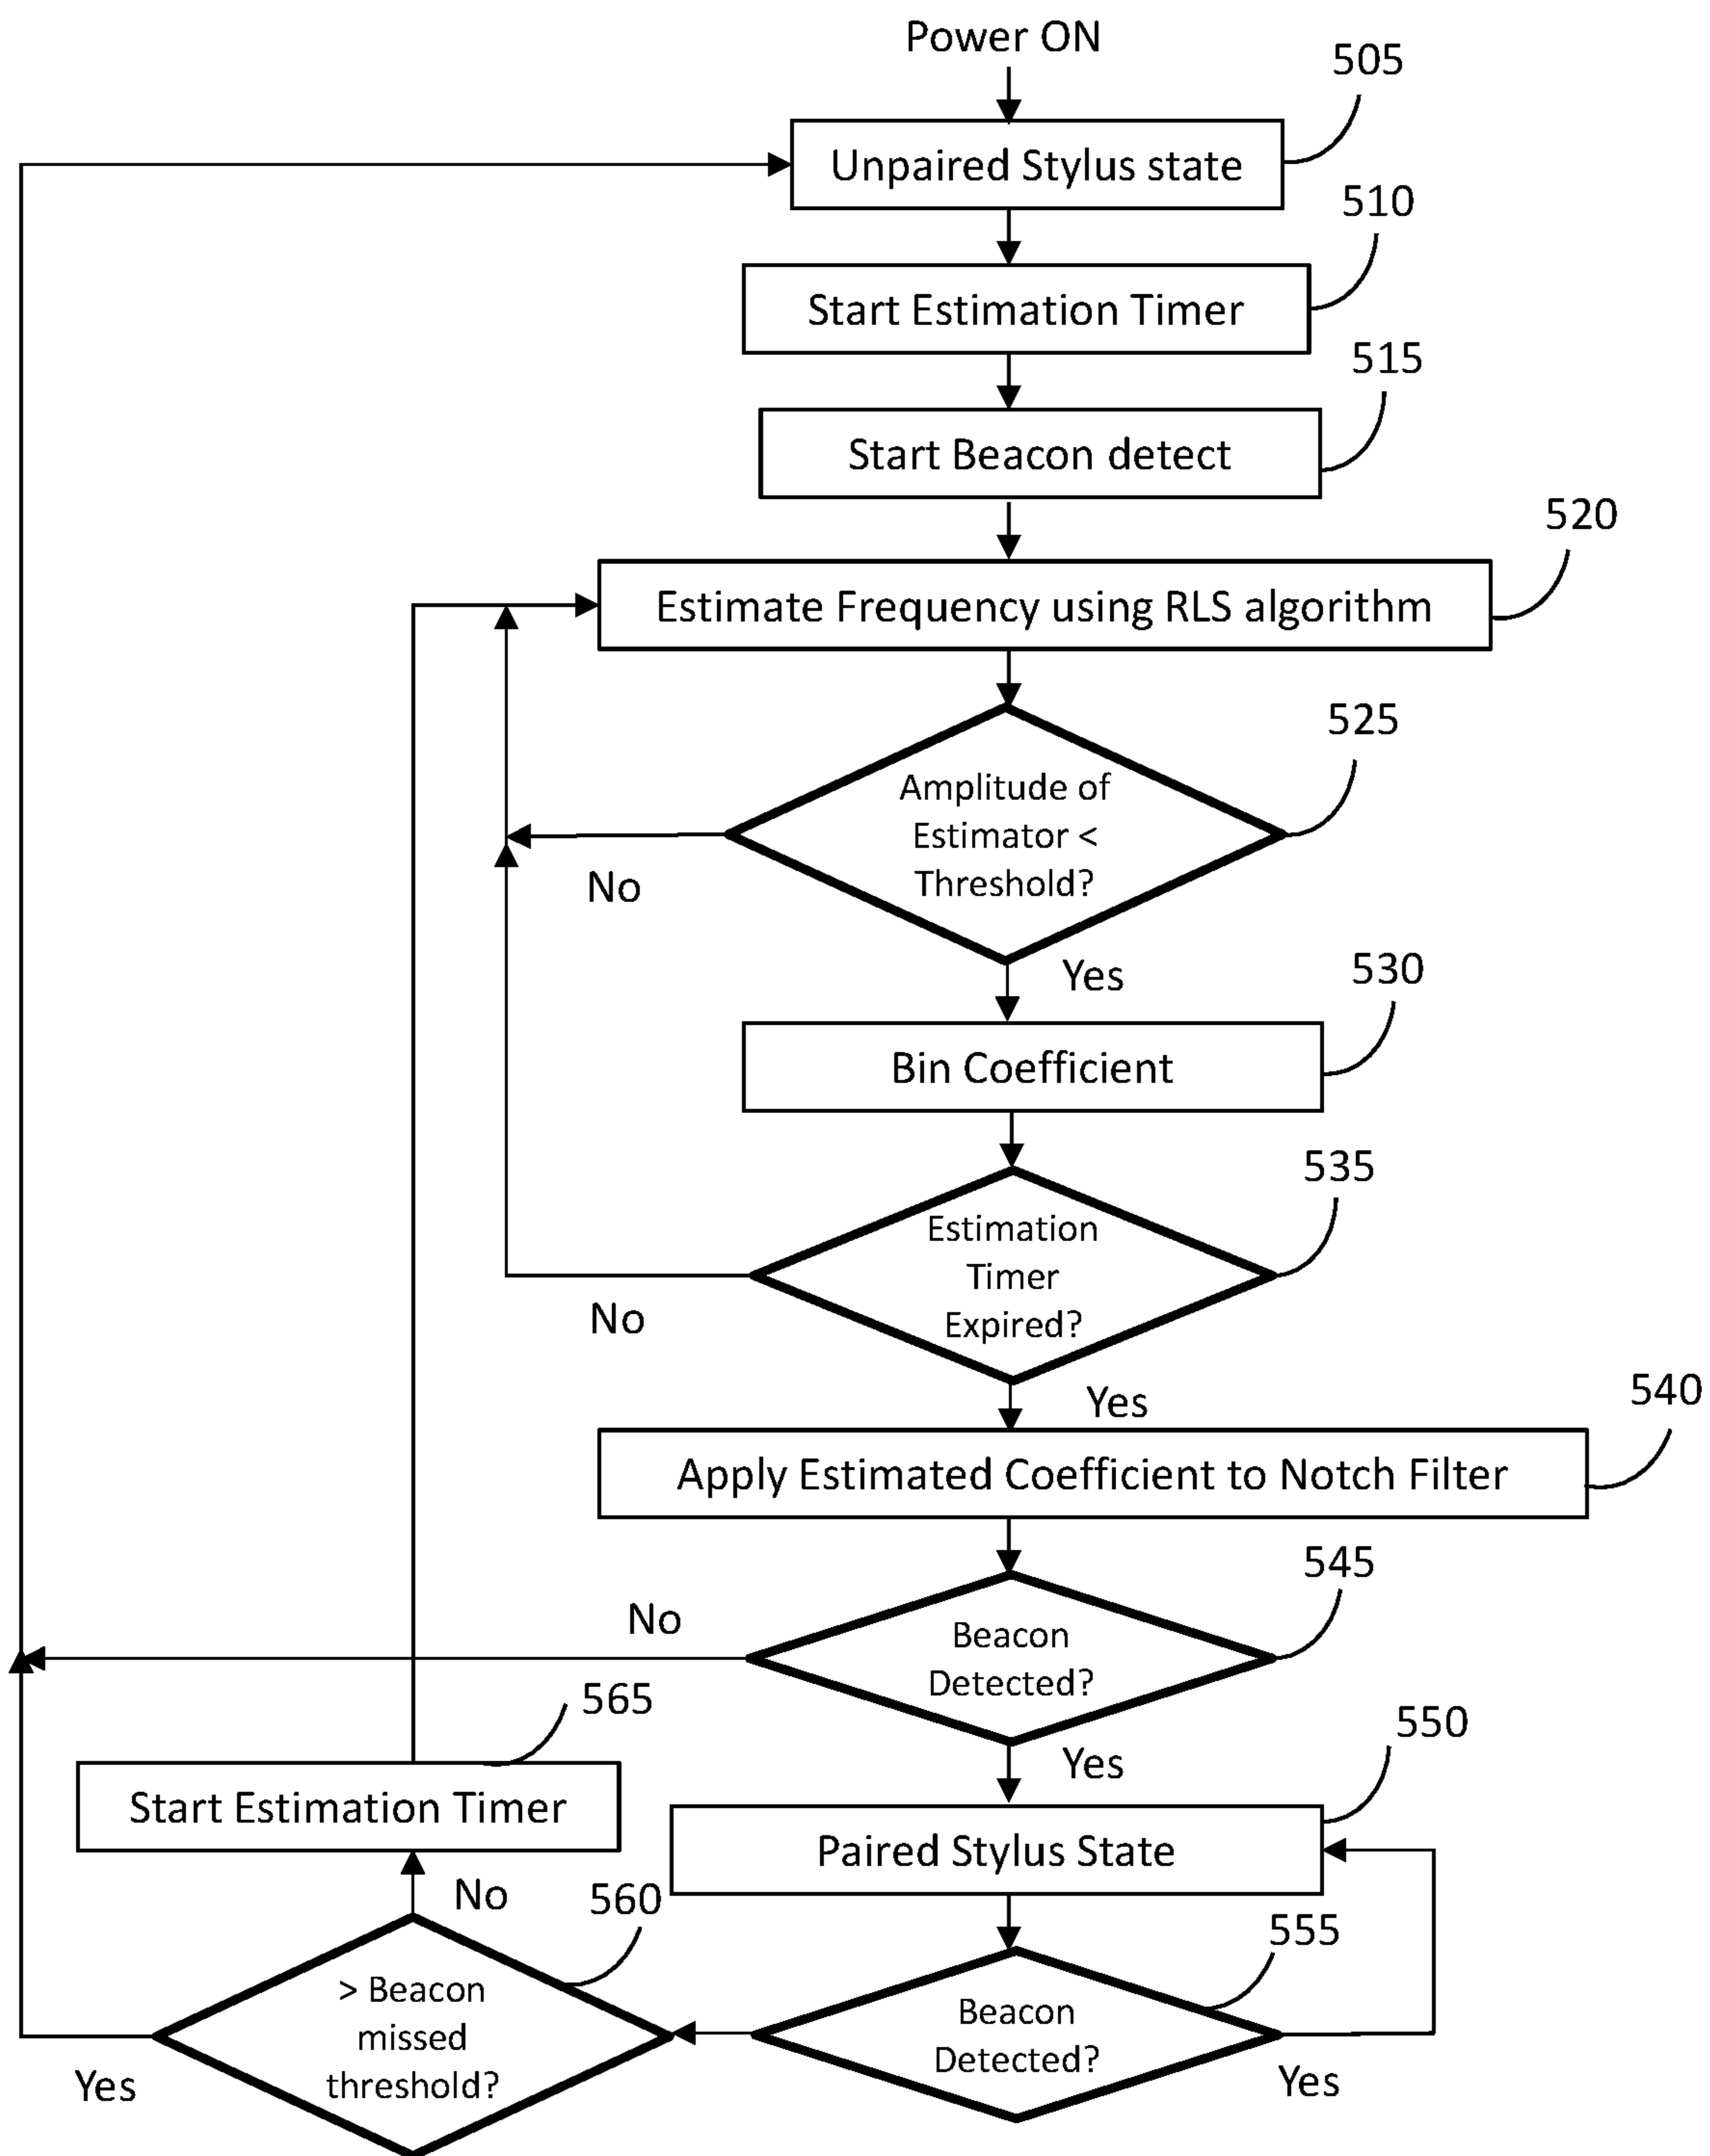 Power ON
505
Unpaired Stylus state
510
Start Estimation Timer
515
Start Beacon detect
520
Estimate Frequency using RLS algorithm
525
Amplitude of
Estimator <
Threshold?
No
Yes
530
Bin Coefficient
535
Estimation
Timer
Expired?
No
Yes
540
Apply Estimated Coefficient to Notch Filter
545
No
Beacon
Detected?
565
Yes
550
Start Estimation Timer
Paired Stylus State
No
560
555
> Beacon
missed
threshold?
Beacon
Detected?
Yes
Yes